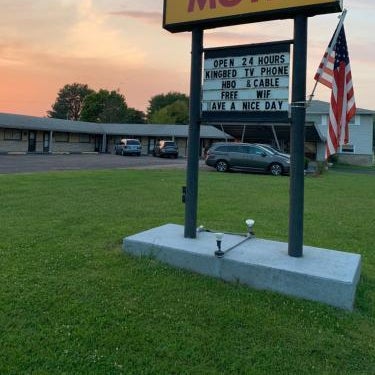 MO
OPEN 24 HOURS
KINGBED TV PHONE
HBO & CABLE
FREE WIF
AVE A NICE DAY